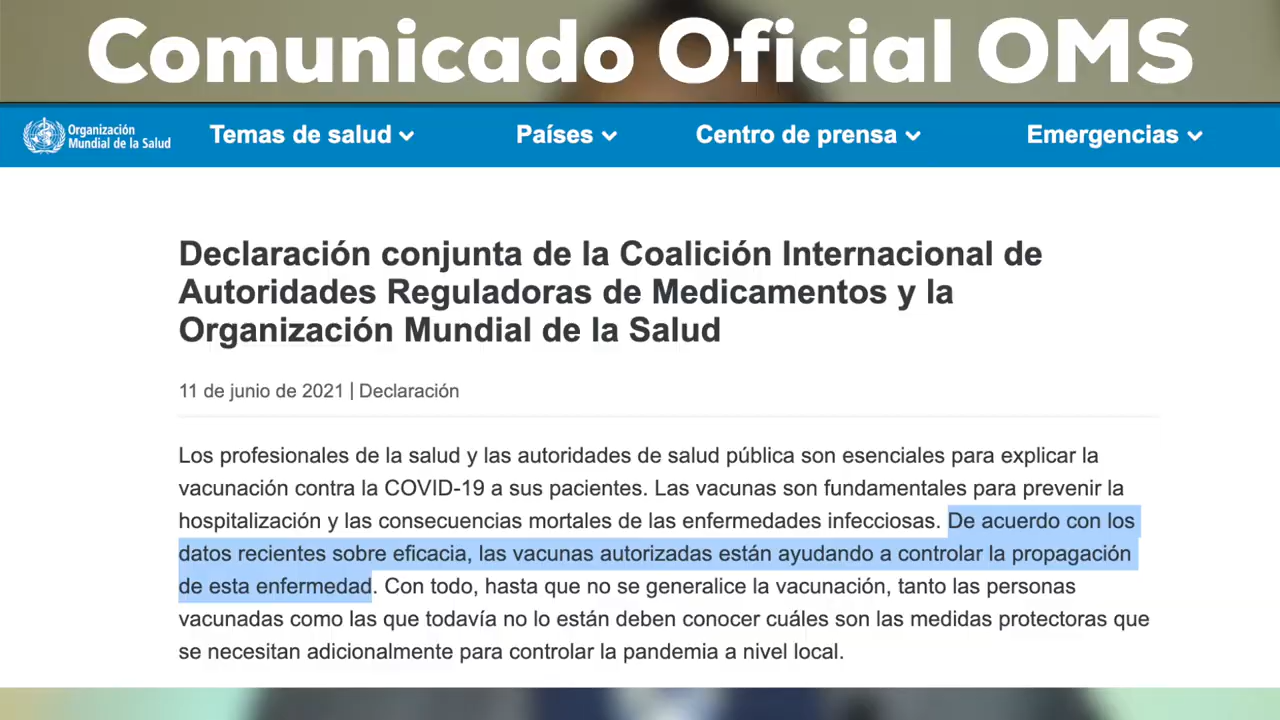 Comunicado Oficial OMS
Organización
Mundial de la Salud
Temas de salud
Países
Centro de prensa
Emergencias
Declaración conjunta de la Coalición Internacional de
Autoridades Reguladoras de Medicamentos y la
Organización Mundial de la Salud
11 de junio de 2021 | Declaración
Los profesionales de la salud y las autoridades de salud pública son esenciales para explicar la
vacunación contra la COVID-19 a sus pacientes. Las vacunas son fundamentales para prevenir la
hospitalización y las consecuencias mortales de las enfermedades infecciosas. De acuerdo con los
datos recientes sobre eficacia, las vacunas autorizadas están ayudando a controlar la propagación
de esta enfermedad. Con todo, hasta que no se generalice la vacunación, tanto las personas
vacunadas como las que todavía no lo están deben conocer cuáles son las medidas protectoras que
se necesitan adicionalmente para controlar la pandemia a nivel local.